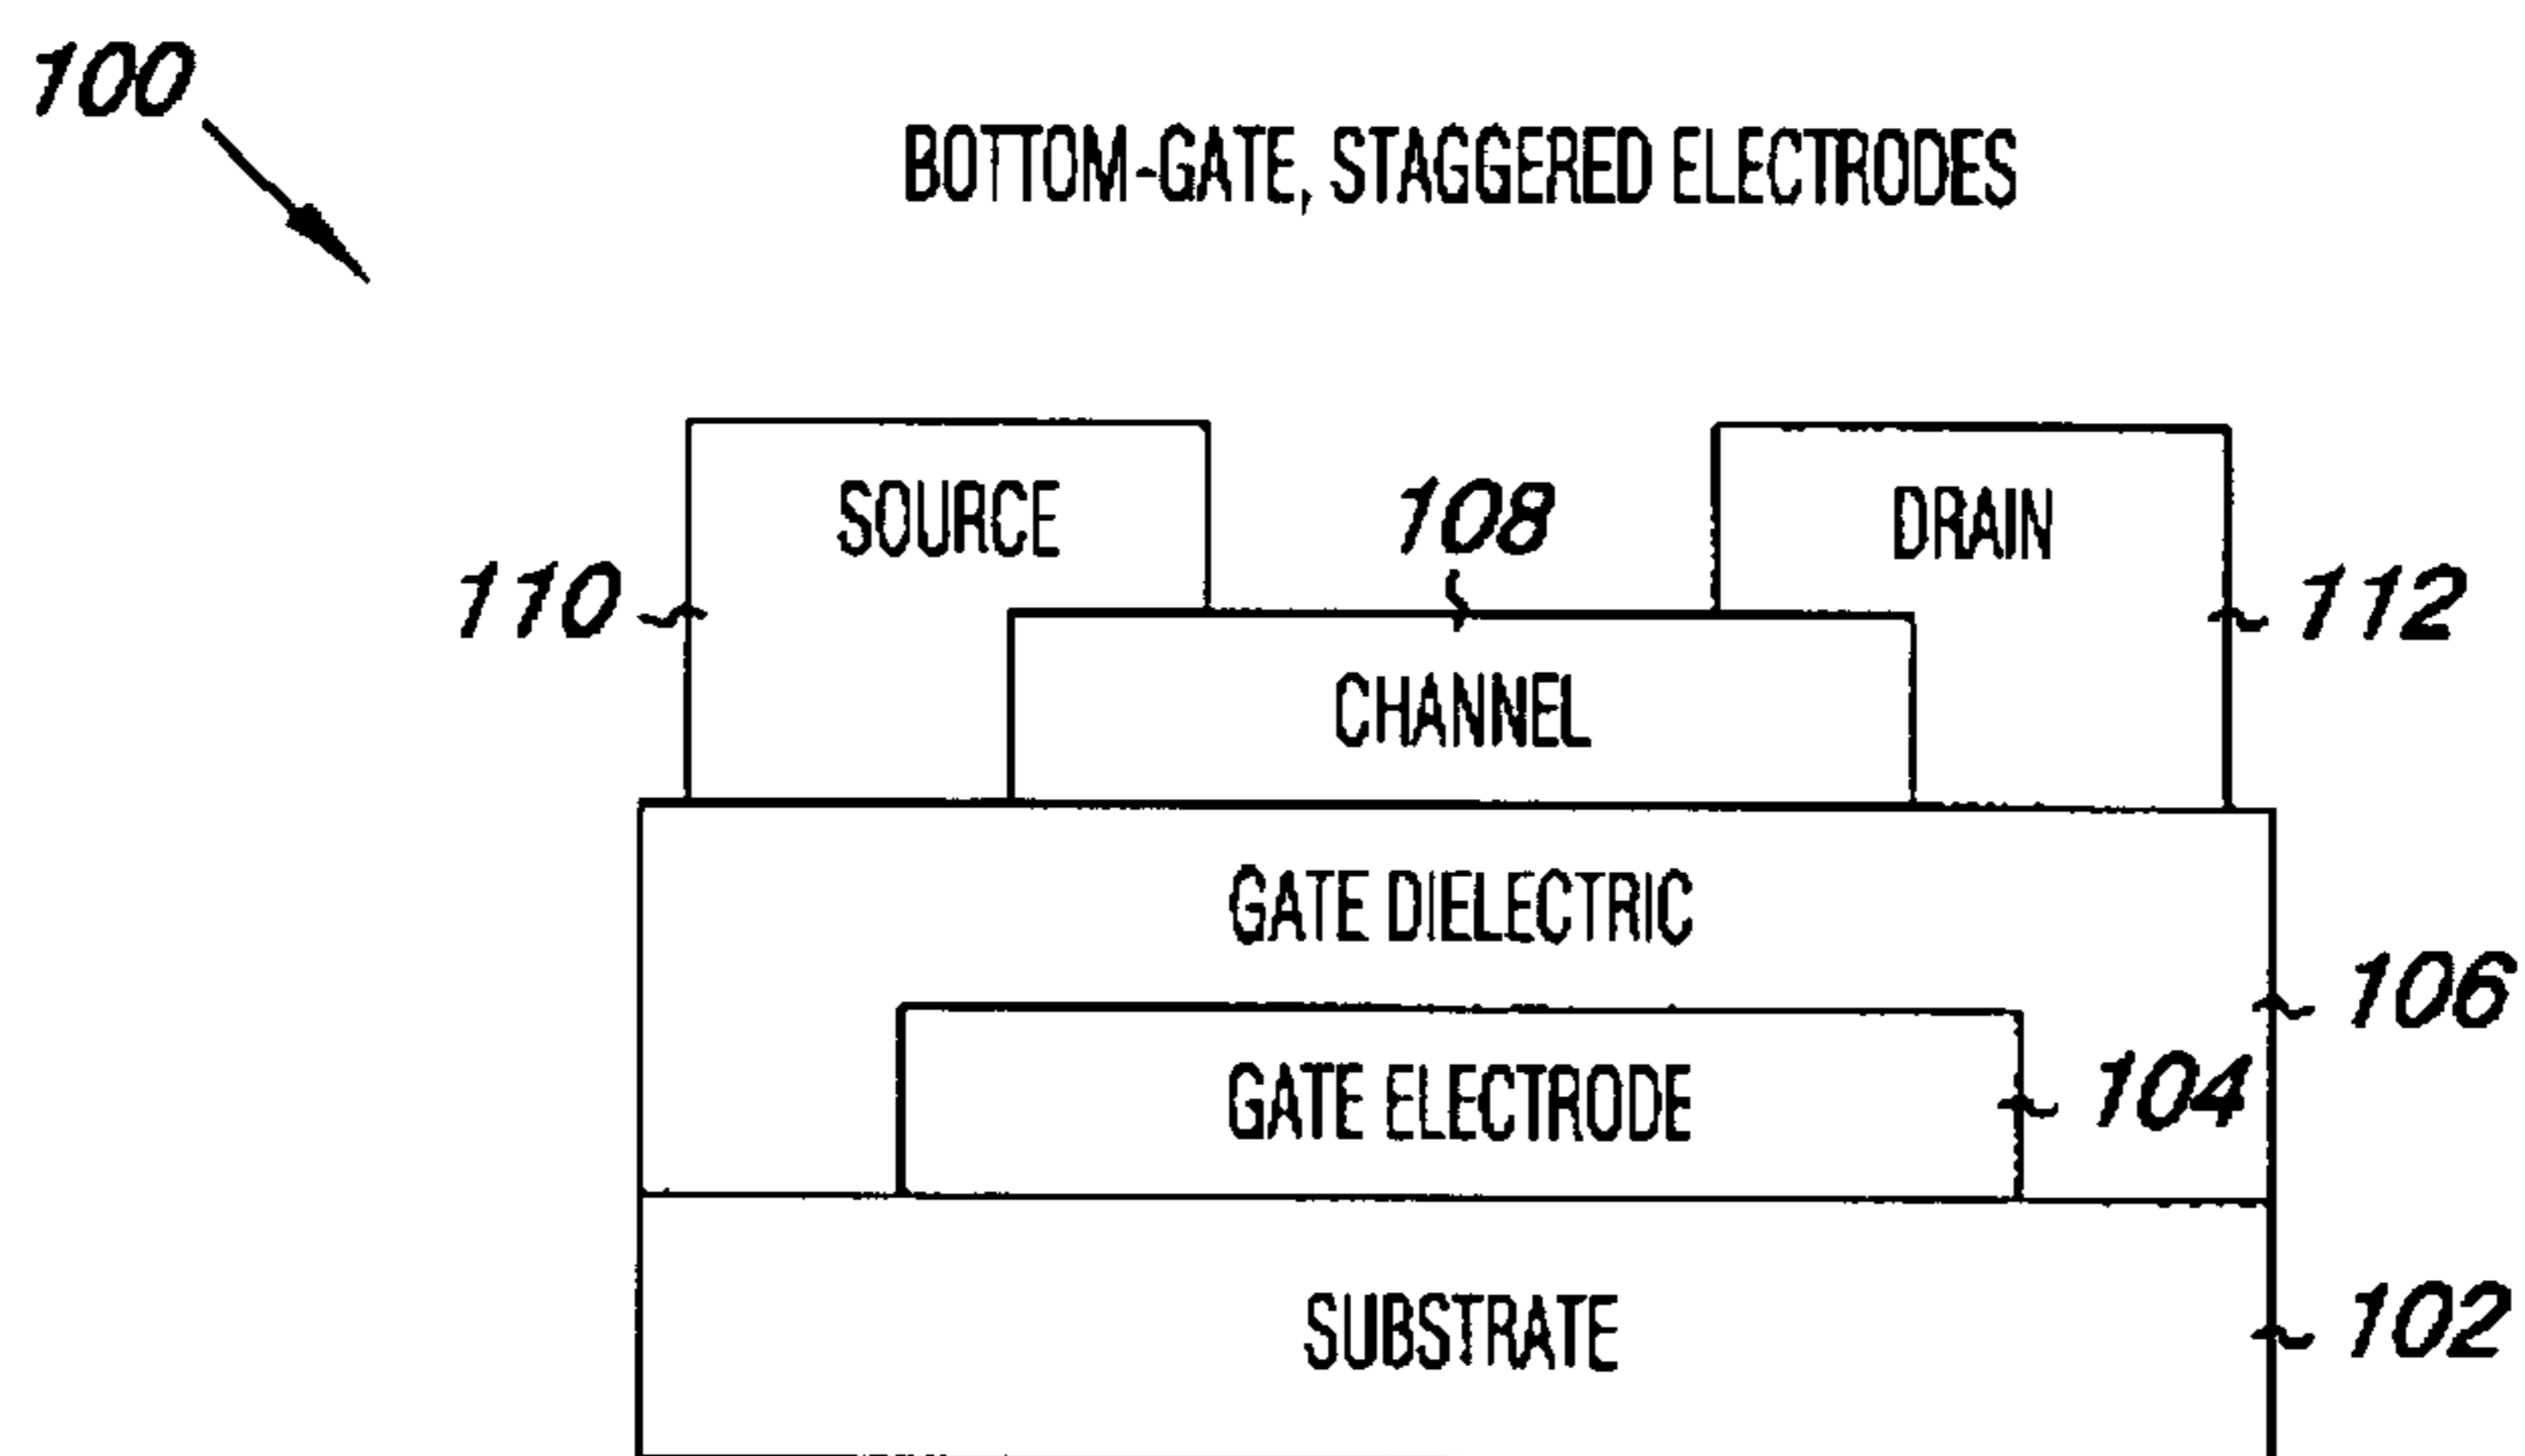 100
BOTTOM-GATE, STAGGERED ELECTRODES
SOURCE
108
DRAIN
110
112
CHANNEL
GATE DIELECTRIC
106
GATE ELECTRODE
104
SUBSTRATE
102